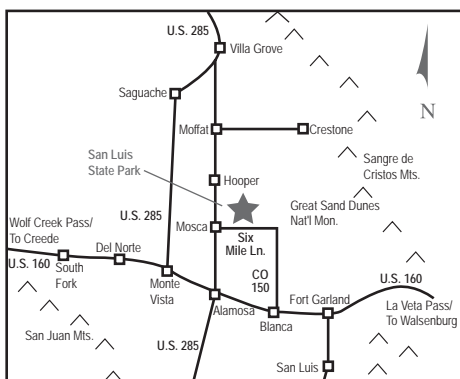 U.S. 285
Villa Grove
Saguache
N
Moffat
Crestone
San Luis
State Park
Sangre de
Cristos Mts.
Hooper
U.S. 285
Great Sand Dunes
Nat'l Mon.
Mosca
Six
Mile Ln.
Wolf Creek Pass/
To Creede
Del Norte
U.S. 160
South
Fork
CO
150
U.S. 160
Monte
Vista
Fort Garland
La Veta Pass/
To Walsenburg
Alamosa
Blanca
San Juan Mts.
U.S. 285
San Luis